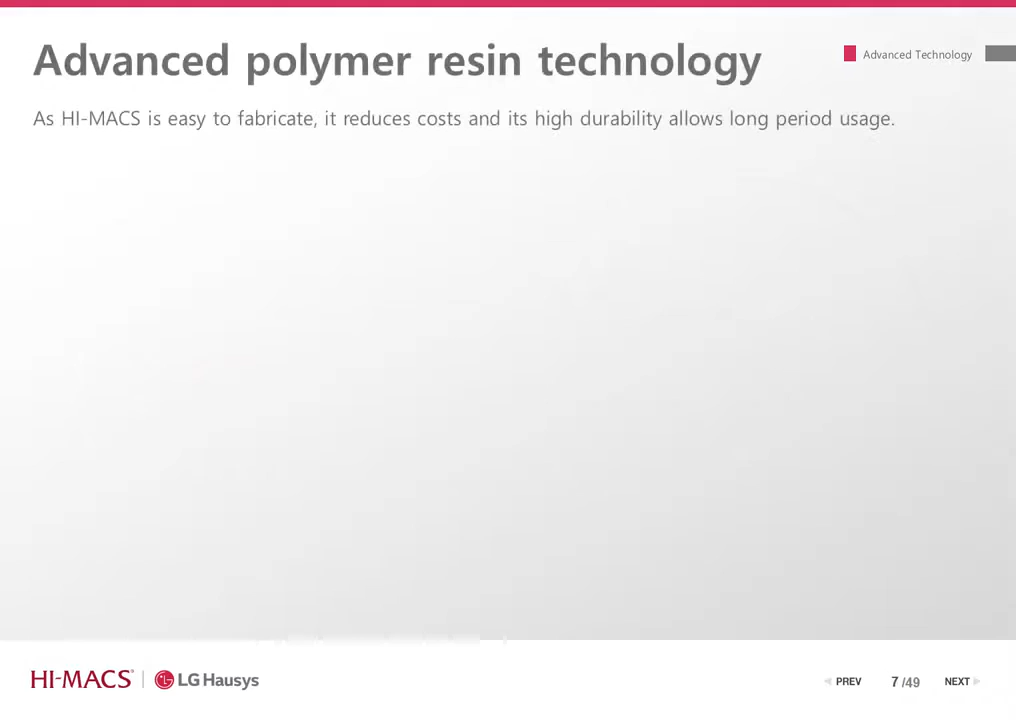 Advanced polymer resin technology
Advanced Technology
As HI-MACS is easy to fabricate, it reduces costs and its high durability allows long period usage.
HI-MACS® LG Hausys
PREV 7 /49 NEXT